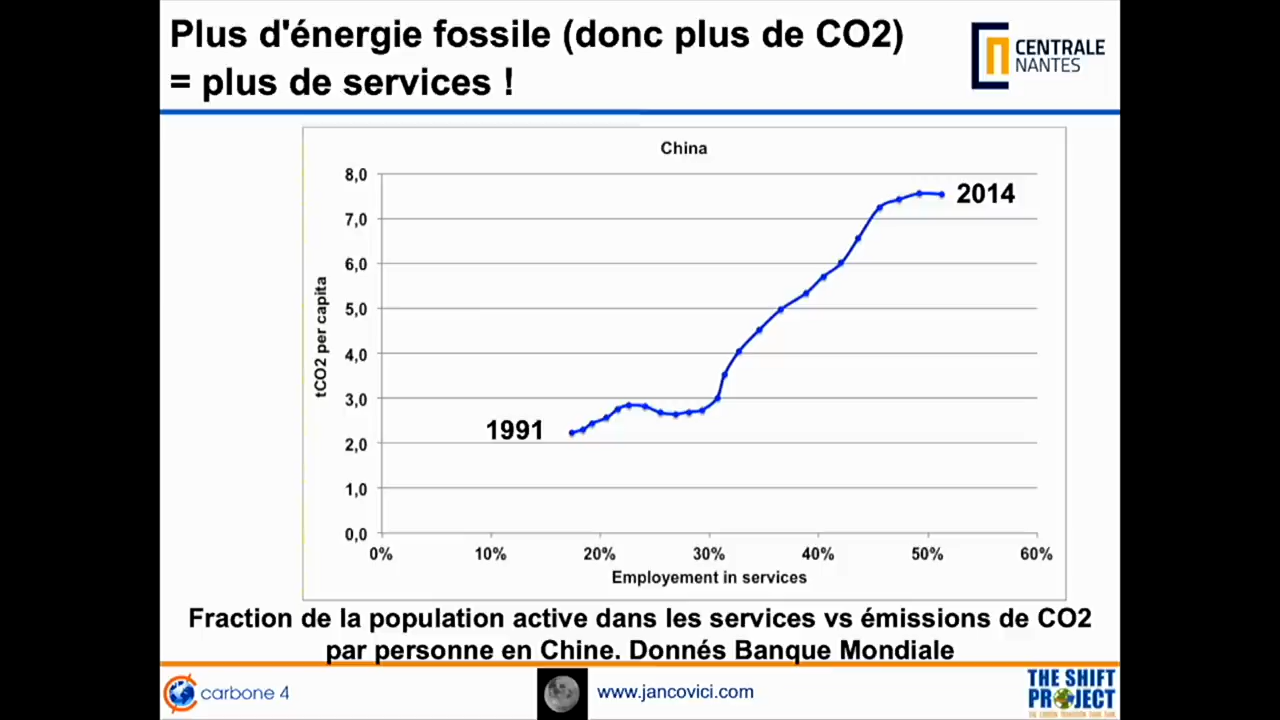 Plus d'énergie fossile (donc plus de CO2)
= plus de services !
CENTRALE
NANTES
China
8,0
7,0
6,0
5,0
4,0
3,0
2,0
1,0
0,0
tCO2 per capita
2014
1991
0%
10%
20%
30%
40%
50%
60%
Employement in services
Fraction de la population active dans les services vs émissions de CO2
par personne en Chine. Donnés Banque Mondiale
carbone 4
www.jancovici.com
THE SHIFT
PROJECT